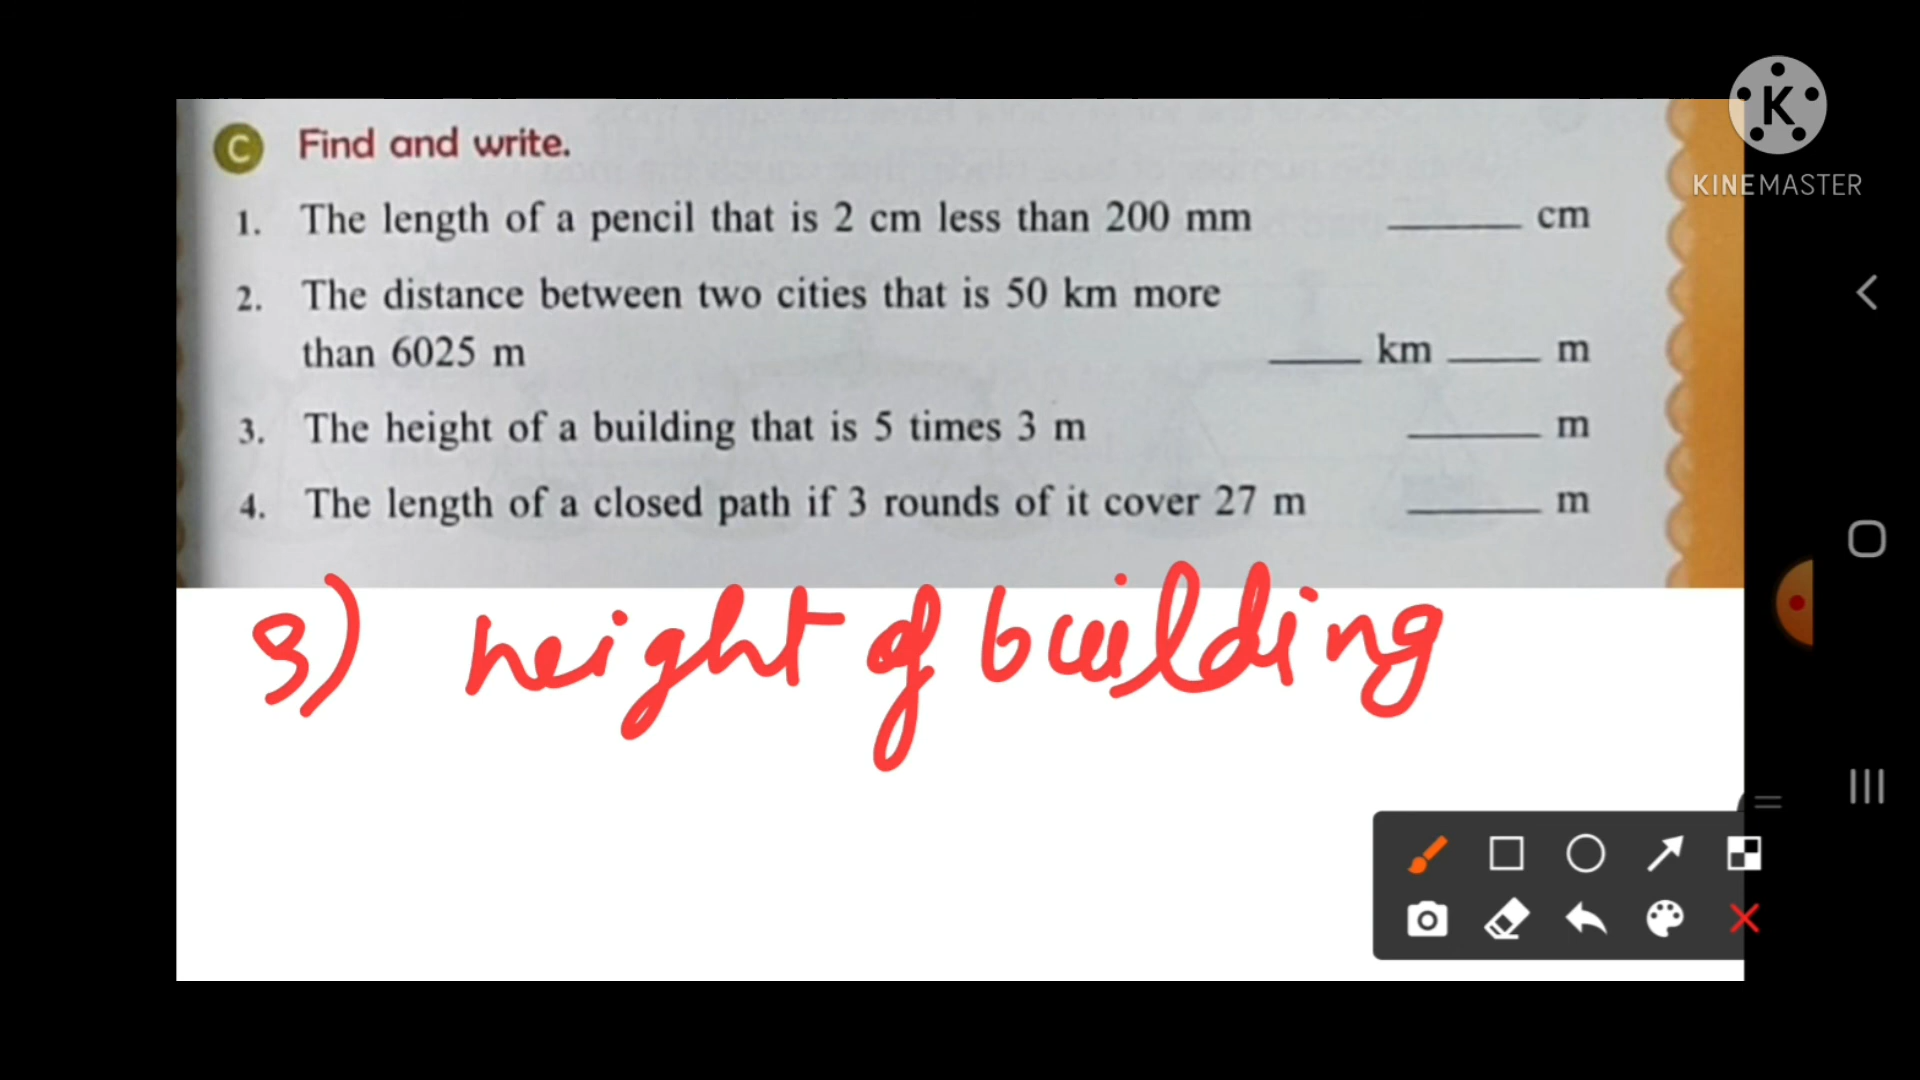 K
KINEMASTER
C Find and write.
1. The length of a pencil that is 2 cm less than 200 mm ______ cm
2. The distance between two cities that is 50 km more
than 6025 m ____ km ____ m
3. The height of a building that is 5 times 3 m ______ m
4. The length of a closed path if 3 rounds of it cover 27 m ______ m
3) height of building